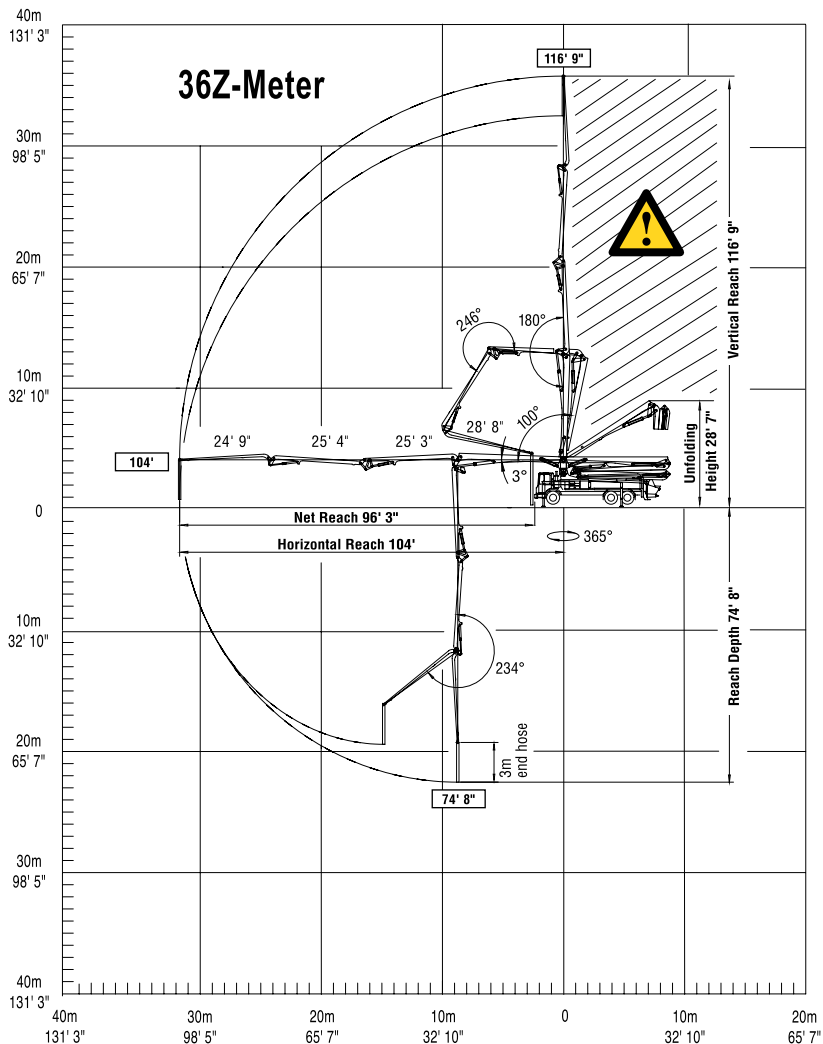 40m
131' 3"
116' 9"
36Z-Meter
30m
98' 5"
20m
65' 7"
Vertical Reach 116' 9"
246°
180°
10m
32' 10"
100°
24' 9"
25' 4"
25' 3"
28' 8"
Unfolding
Height 28' 7"
104'
3°
0
Net Reach 96' 3"
365°
Horizontal Reach 104'
10m
32' 10"
234°
Reach Depth 74' 8"
20m
65' 7"
3m
end hose
74' 8"
30m
98' 5"
40m
131' 3"
40m
30m
20m
10m
0
10m
20m
131' 3"
98' 5"
65' 7"
32' 10"
32' 10"
65' 7"